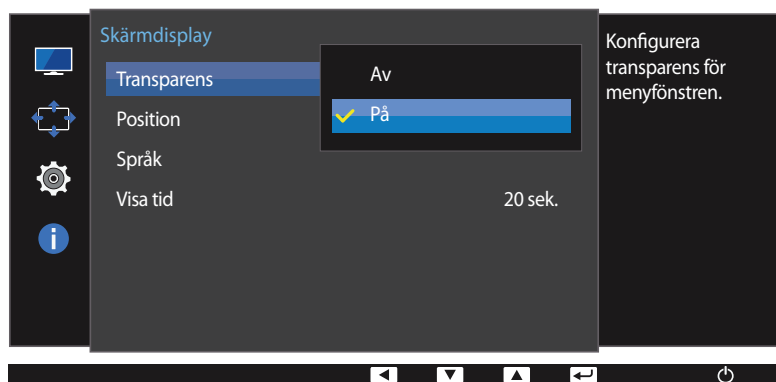 Skärmdisplay
Transparens
Av
På
Position
Språk
Visa tid 20 sek.
Konfigurera
transparens för
menyfönstren.